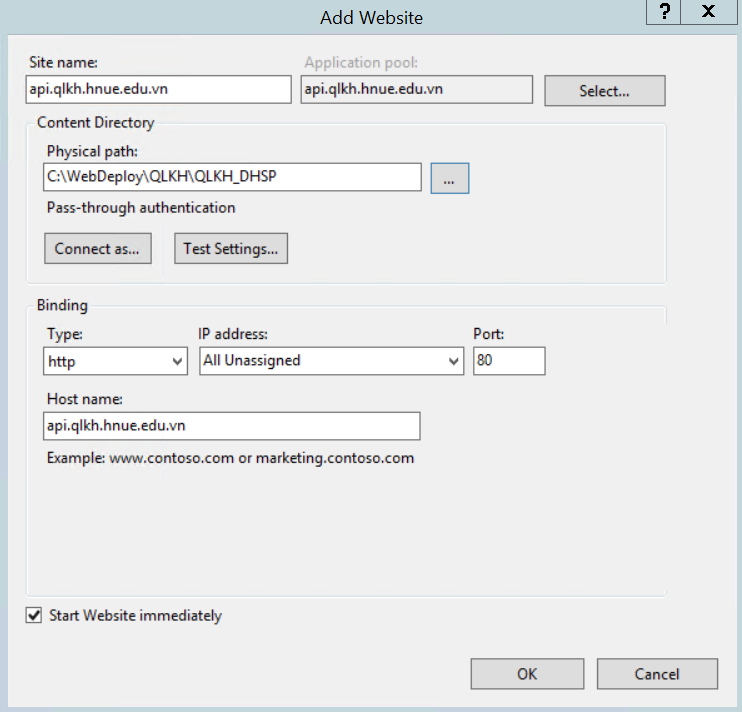 Add Website
?
X
Site name:
Application pool:
api.qlkh.hnue.edu.vn
api.qlkh.hnue.edu.vn
Select...
Content Directory
Physical path:
C:\WebDeploy\QLKH\QLKH_DHSP
...
Pass-through authentication
Connect as...
Test Settings...
Binding
Type:
IP address:
Port:
http
All Unassigned
80
Host name:
api.qlkh.hnue.edu.vn
Example: www.contoso.com or marketing.contoso.com
Start Website immediately
OK
Cancel